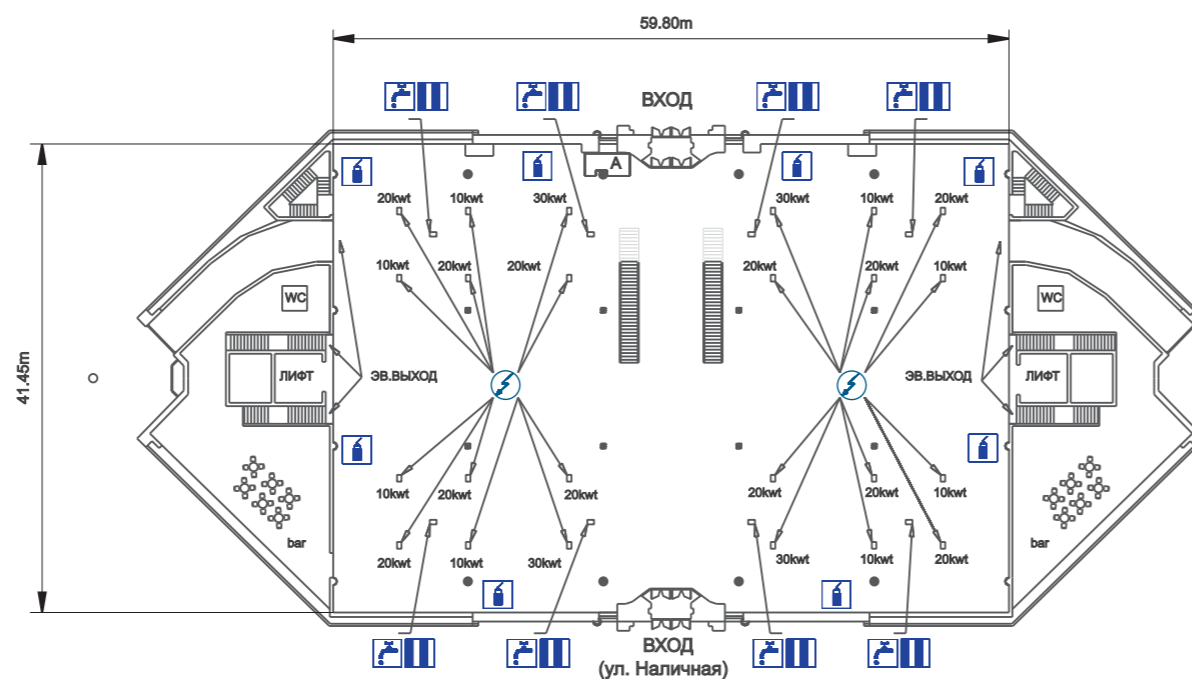 59.80m
ВХОД
A
20kwt 10kwt 30kwt 30kwt 10kwt 20kwt
10kwt 20kwt 20kwt 20kwt 20kwt 10kwt
WC WC
41.45m
ЛИФТ ЭВ.ВЫХОД ЭВ.ВЫХОД ЛИФТ
10kwt 20kwt 20kwt 20kwt 20kwt 10kwt
bar bar
20kwt 10kwt 30kwt 30kwt 10kwt 20kwt
ВХОД
(ул. Наличная)